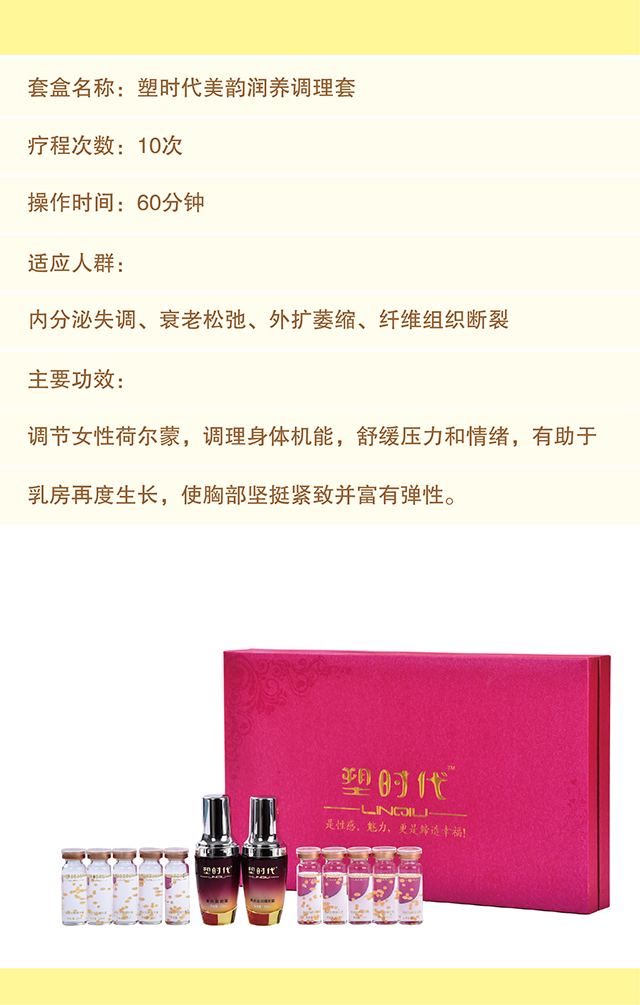 套盒名称：塑时代美韵润养调理套
疗程次数：10次
操作时间：60分钟
适应人群：
内分泌失调、衰老松弛、外扩萎缩、纤维组织断裂
主要功效：
调节女性荷尔蒙，调理身体机能，舒缓压力和情绪，有助于
乳房再度生长，使胸部坚挺紧致并富有弹性。
塑时代™
LINQIU
是性感、魅力、更是缔造幸福！
塑时代
LINQIU
塑时代
LINQIU